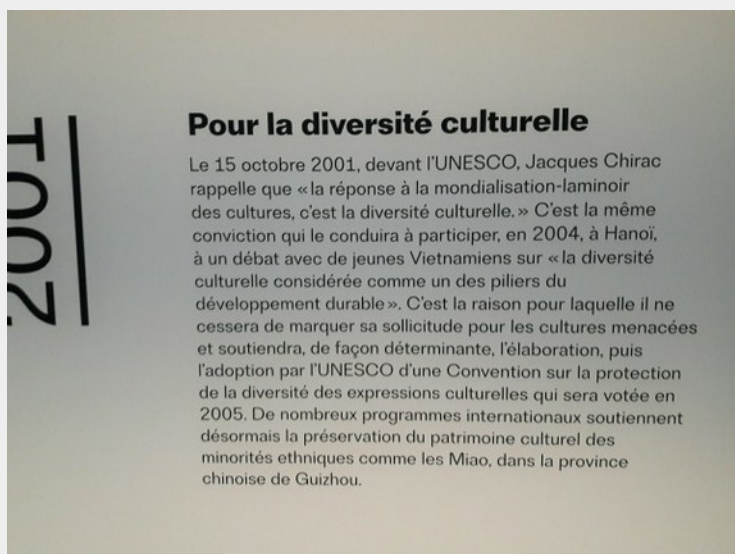 2001
Pour la diversité culturelle
Le 15 octobre 2001, devant l'UNESCO, Jacques Chirac
rappelle que « la réponse à la mondialisation-laminoir
des cultures, c'est la diversité culturelle. » C'est la même
conviction qui le conduira à participer, en 2004, à Hanoï,
à un débat avec de jeunes Vietnamiens sur « la diversité
culturelle considérée comme un des piliers du
développement durable ». C'est la raison pour laquelle il ne
cessera de marquer sa sollicitude pour les cultures menacées
et soutiendra, de façon déterminante, l'élaboration, puis
l'adoption par l'UNESCO d'une Convention sur la protection
de la diversité des expressions culturelles qui sera votée en
2005. De nombreux programmes internationaux soutiennent
désormais la préservation du patrimoine culturel des
minorités ethniques comme les Miao, dans la province
chinoise de Guizhou.